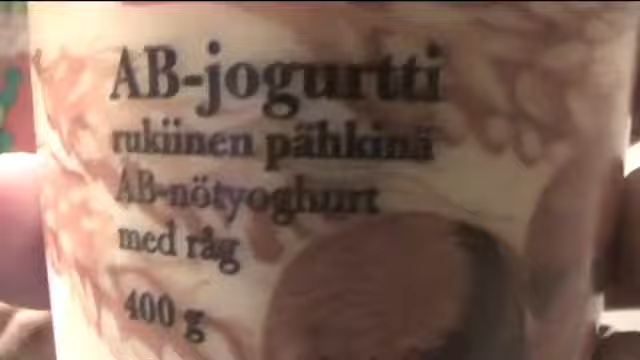 AB-jogurtti
rukiinen pähkinä
AB-nötyoghurt
med råg
400 g